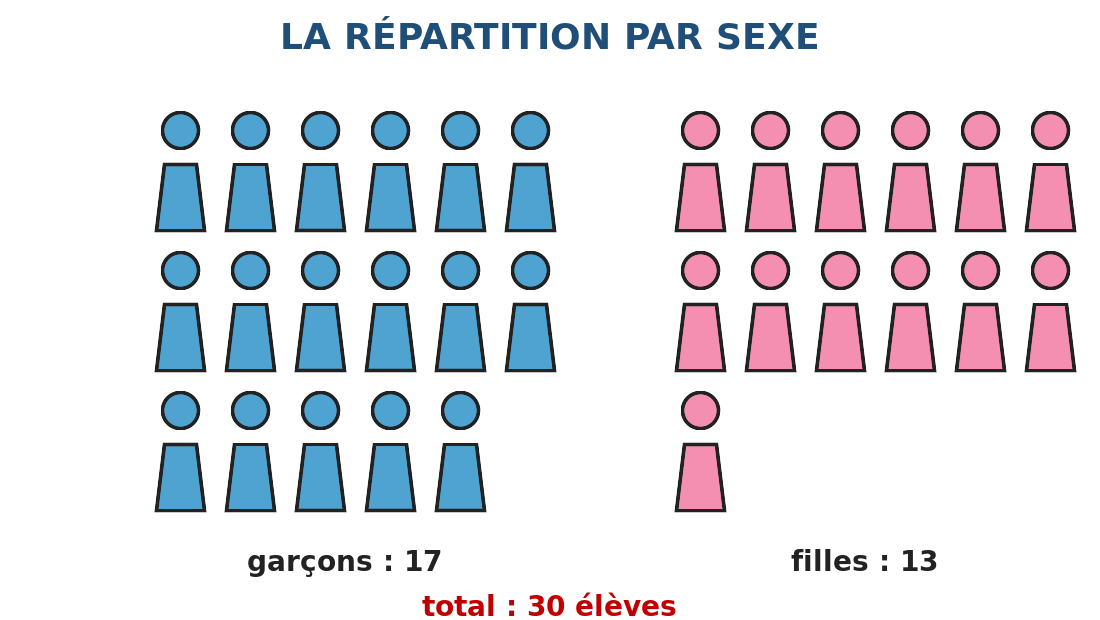 LA RÉPARTITION PAR SEXE
garçons : 17
filles : 13
total : 30 élèves